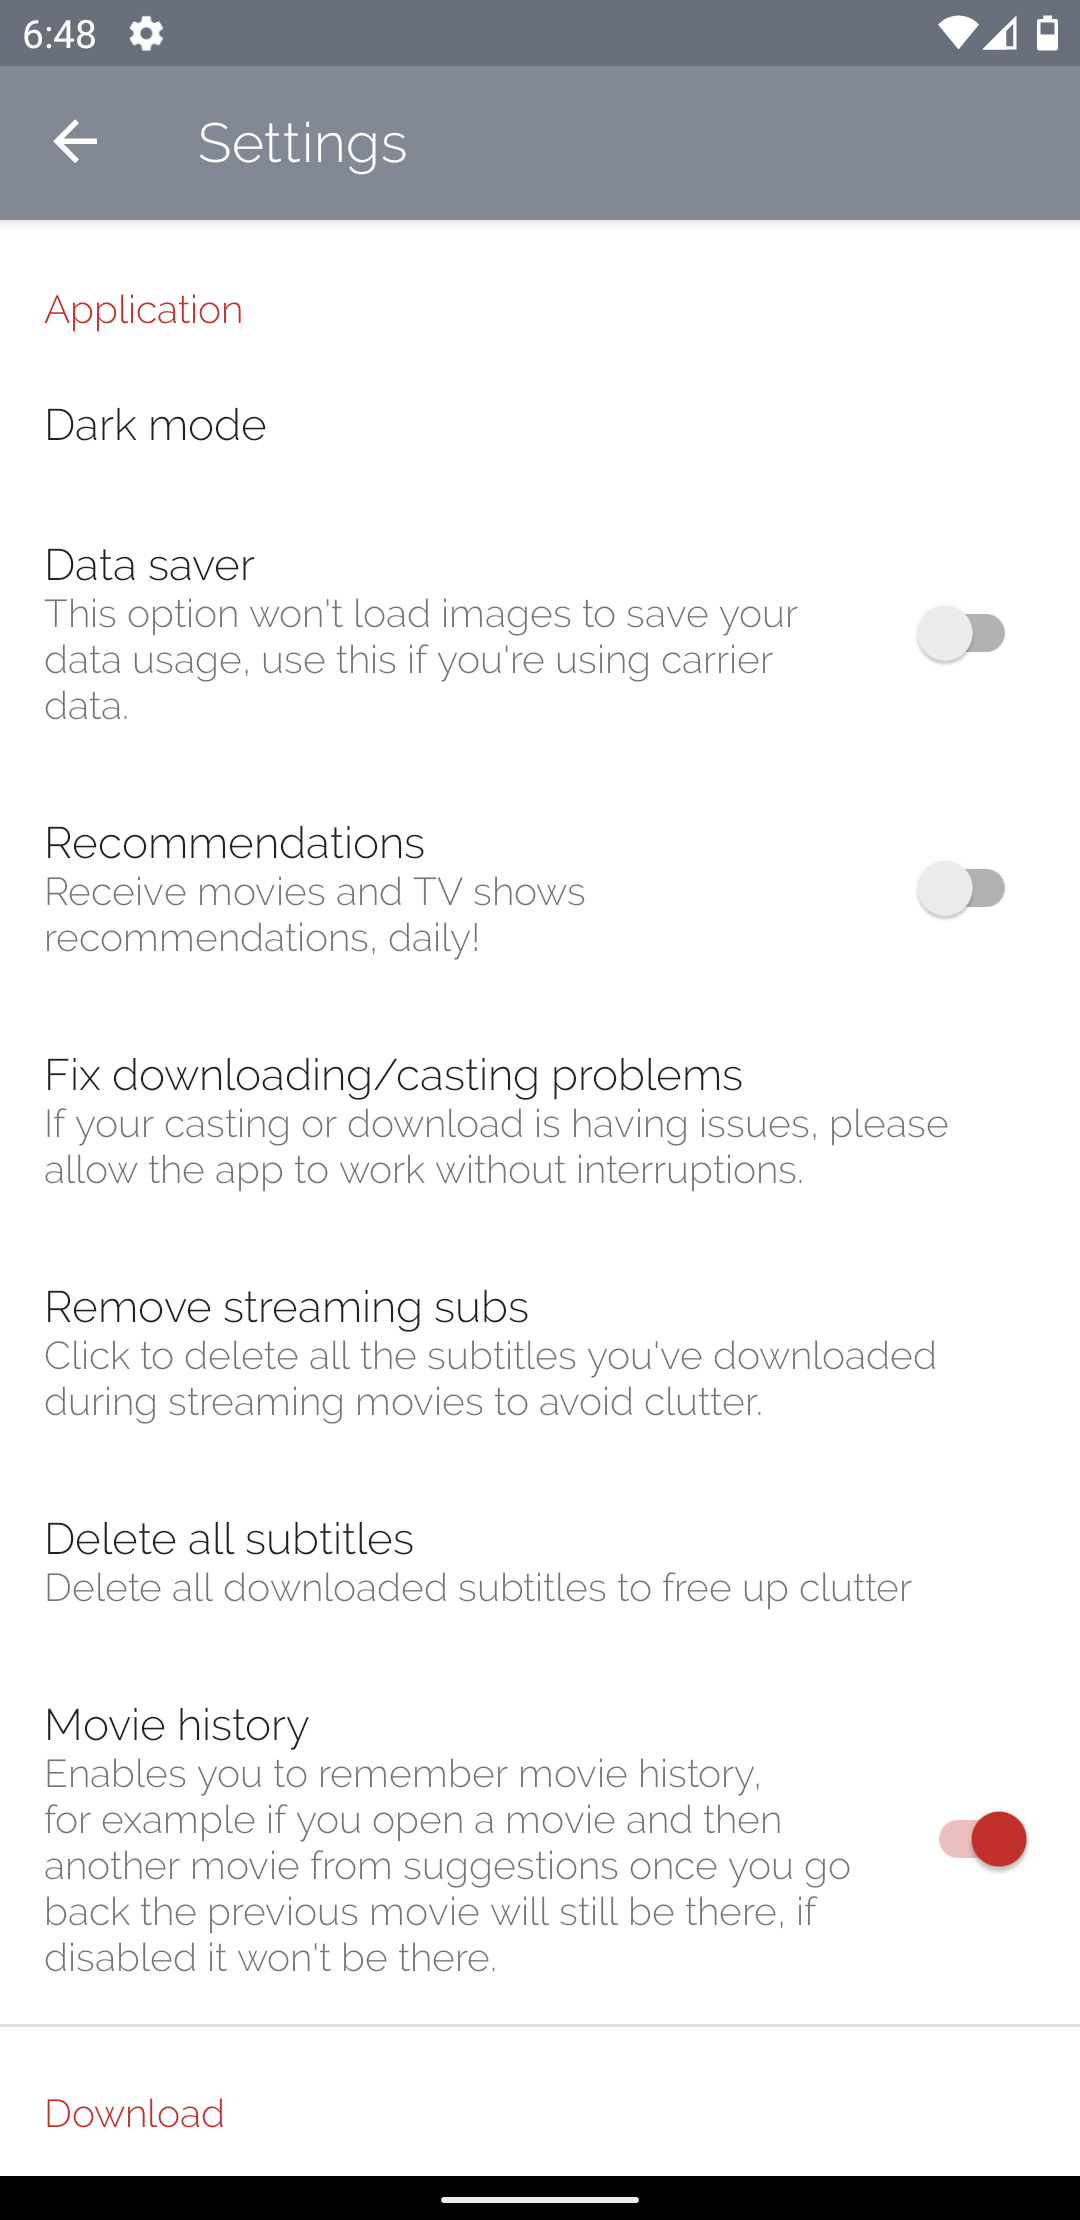 6:48
Settings
Application
Dark mode
Data saver
This option won't load images to save your
data usage, use this if you're using carrier
data.
Recommendations
Receive movies and TV shows
recommendations, daily!
Fix downloading/casting problems
If your casting or download is having issues, please
allow the app to work without interruptions.
Remove streaming subs
Click to delete all the subtitles you've downloaded
during streaming movies to avoid clutter.
Delete all subtitles
Delete all downloaded subtitles to free up clutter
Movie history
Enables you to remember movie history,
for example if you open a movie and then
another movie from suggestions once you go
back the previous movie will still be there, if
disabled it won't be there.
Download